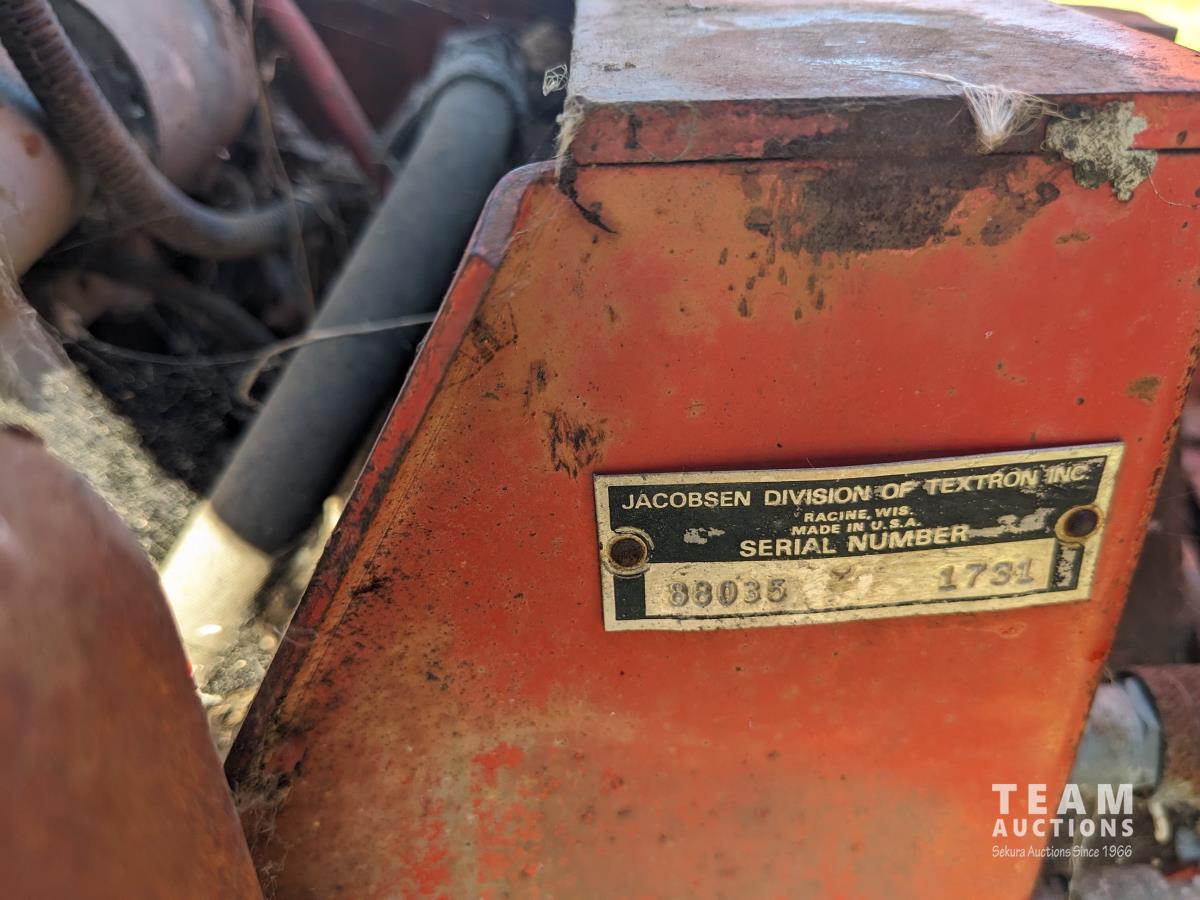 JACOBSEN DIVISION OF TEXTRON INC
RACINE, WIS.
MADE IN U.S.A.
SERIAL NUMBER
88035 1731
TEAM
AUCTIONS
Sekura Auctions Since 1966